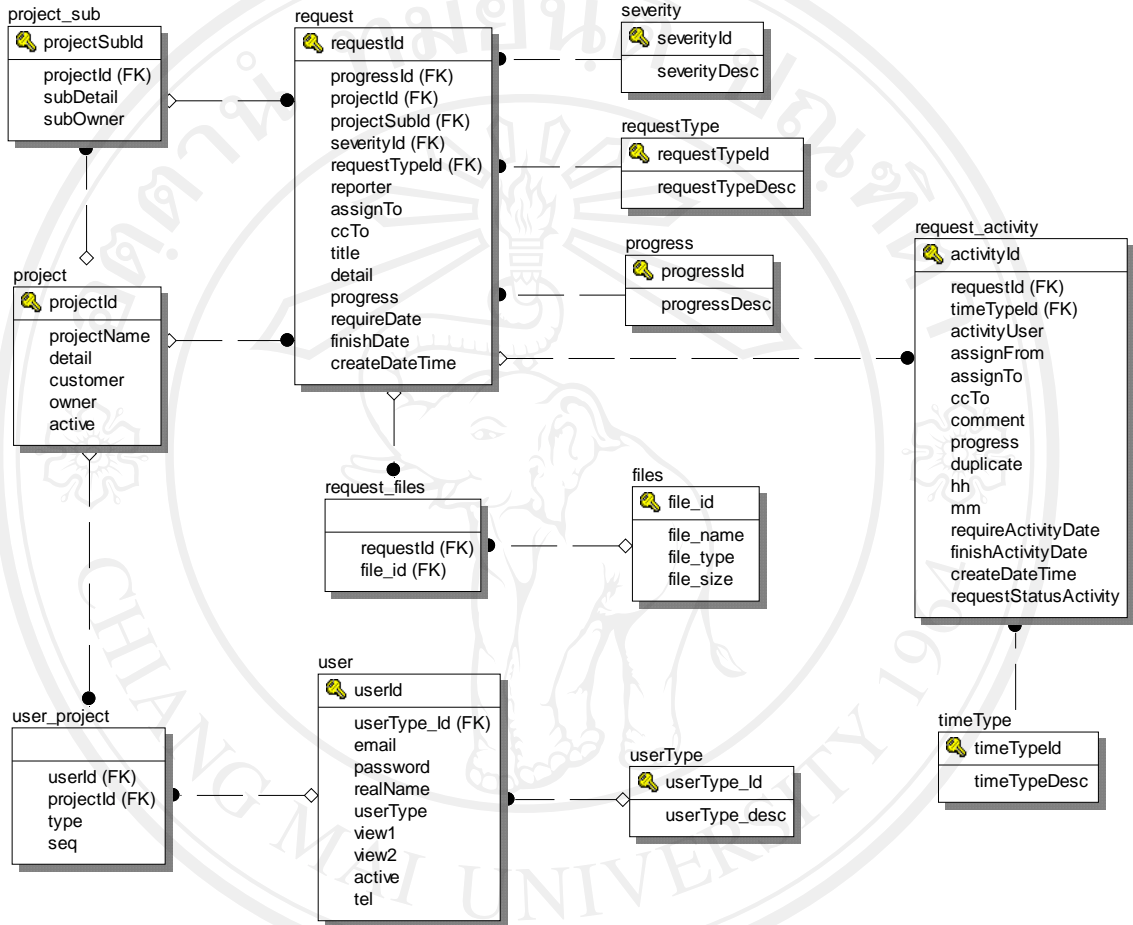 project_sub
projectSubId
projectId (FK)
subDetail
subOwner
request
requestId
progressId (FK)
projectId (FK)
projectSubId (FK)
severityId (FK)
requestTypeId (FK)
reporter
assignTo
ccTo
title
detail
progress
requireDate
finishDate
createDateTime
severity
severityId
severityDesc
requestType
requestTypeId
requestTypeDesc
progress
progressId
progressDesc
request_activity
activityId
requestId (FK)
timeTypeId (FK)
activityUser
assignFrom
assignTo
ccTo
comment
progress
duplicate
hh
mm
requireActivityDate
finishActivityDate
createDateTime
requestStatusActivity
project
projectId
projectName
detail
customer
owner
active
request_files
requestId (FK)
file_id (FK)
files
file_id
file_name
file_type
file_size
user_project
userId (FK)
projectId (FK)
type
seq
user
userId
userType_Id (FK)
email
password
realName
userType
view1
view2
active
tel
userType
userType_Id
userType_desc
timeType
timeTypeId
timeTypeDesc
CHIANG MAI UNIVERSITY 1964